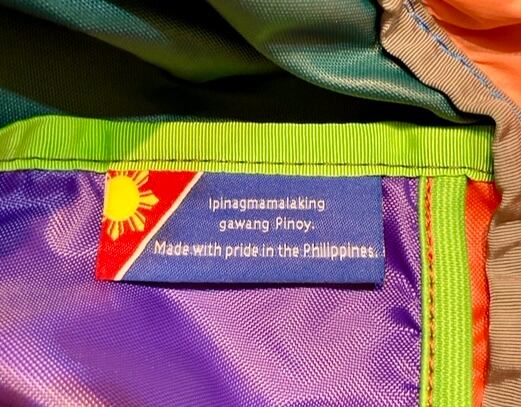 Ipinagmamalaking
gawang Pinoy.
Made with pride in the Philippines.